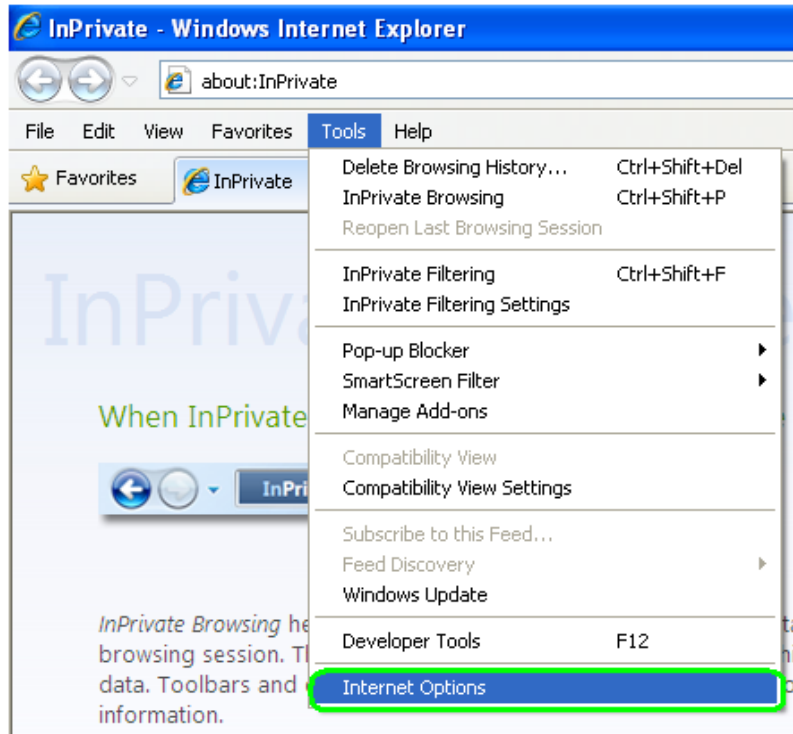 InPrivate - Windows Internet Explorer
about:InPrivate
File Edit View Favorites Tools Help
Favorites InPrivate
Delete Browsing History... Ctrl+Shift+Del
InPrivate Browsing Ctrl+Shift+P
Reopen Last Browsing Session
InPrivate Filtering Ctrl+Shift+F
InPrivate Filtering Settings
Pop-up Blocker
SmartScreen Filter
Manage Add-ons
Compatibility View
Compatibility View Settings
Subscribe to this Feed...
Feed Discovery
Windows Update
Developer Tools F12
Internet Options
InPriva
When InPrivate
InPri
InPrivate Browsing he
browsing session. Th
data. Toolbars and
information.